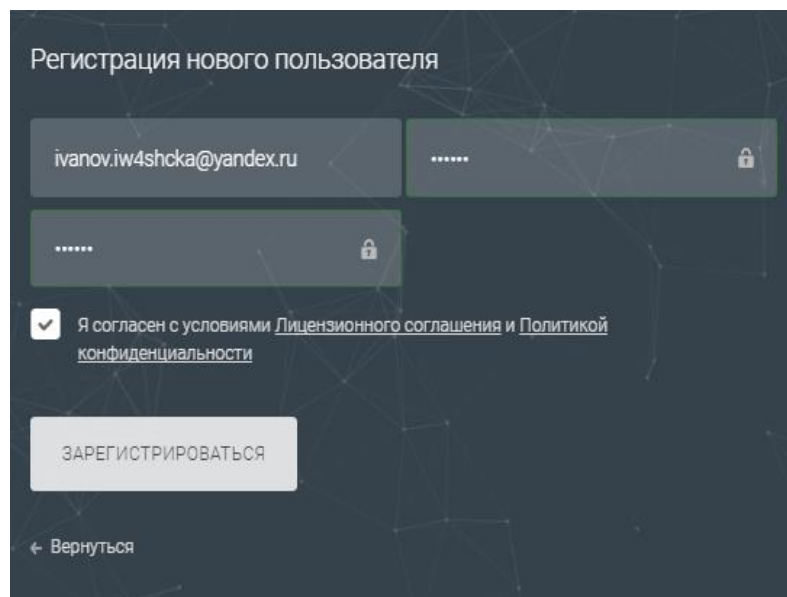 Регистрация нового пользователя
ivanov.iw4shcka@yandex.ru
••••••
••••••
Я согласен с условиями Лицензионного соглашения и Политикой
конфиденциальности
ЗАРЕГИСТРИРОВАТЬСЯ
← Вернуться